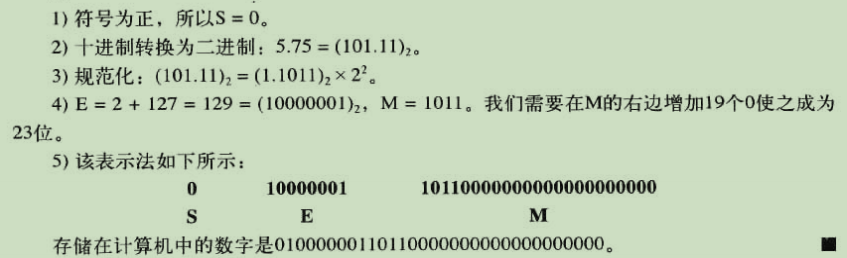 1) 符号为正，所以S = 0。
2) 十进制转换为二进制：5.75 = (101.11)₂。
3) 规范化：(101.11)₂ = (1.1011)₂ × 2²。
4) E = 2 + 127 = 129 = (10000001)₂，M = 1011。我们需要在M的右边增加19个0使之成为
23位。
5) 该表示法如下所示：
0 10000001 10110000000000000000000
S E M
存储在计算机中的数字是01000000110110000000000000000000。